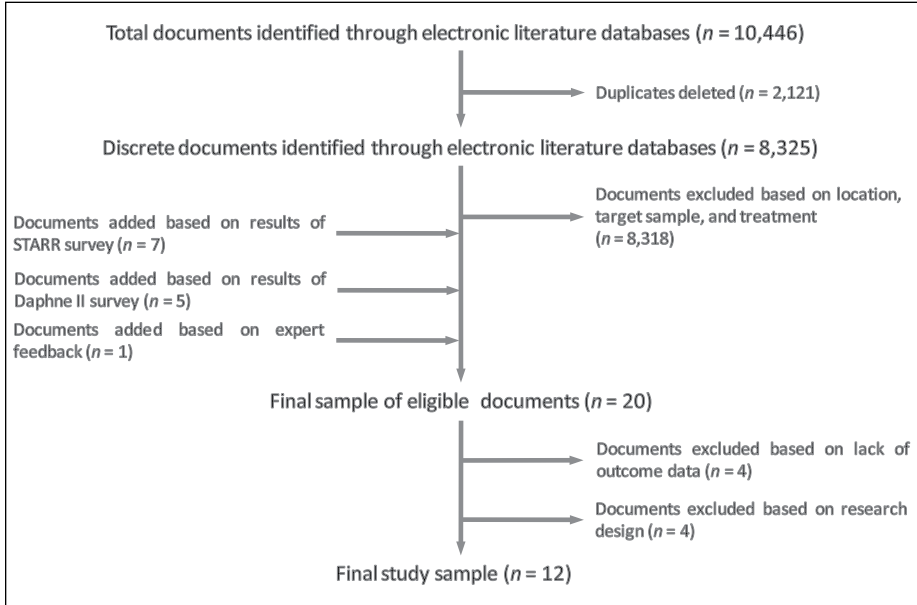 Total documents identified through electronic literature databases (n = 10,446)
Duplicates deleted (n = 2,121)
Discrete documents identified through electronic literature databases (n = 8,325)
Documents excluded based on location,
target sample, and treatment
(n = 8,318)
Documents added based on results of
STARR survey (n = 7)
Documents added based on results of
Daphne II survey (n = 5)
Documents added based on expert
feedback (n = 1)
Final sample of eligible documents (n = 20)
Documents excluded based on lack of
outcome data (n = 4)
Documents excluded based on research
design (n = 4)
Final study sample (n = 12)